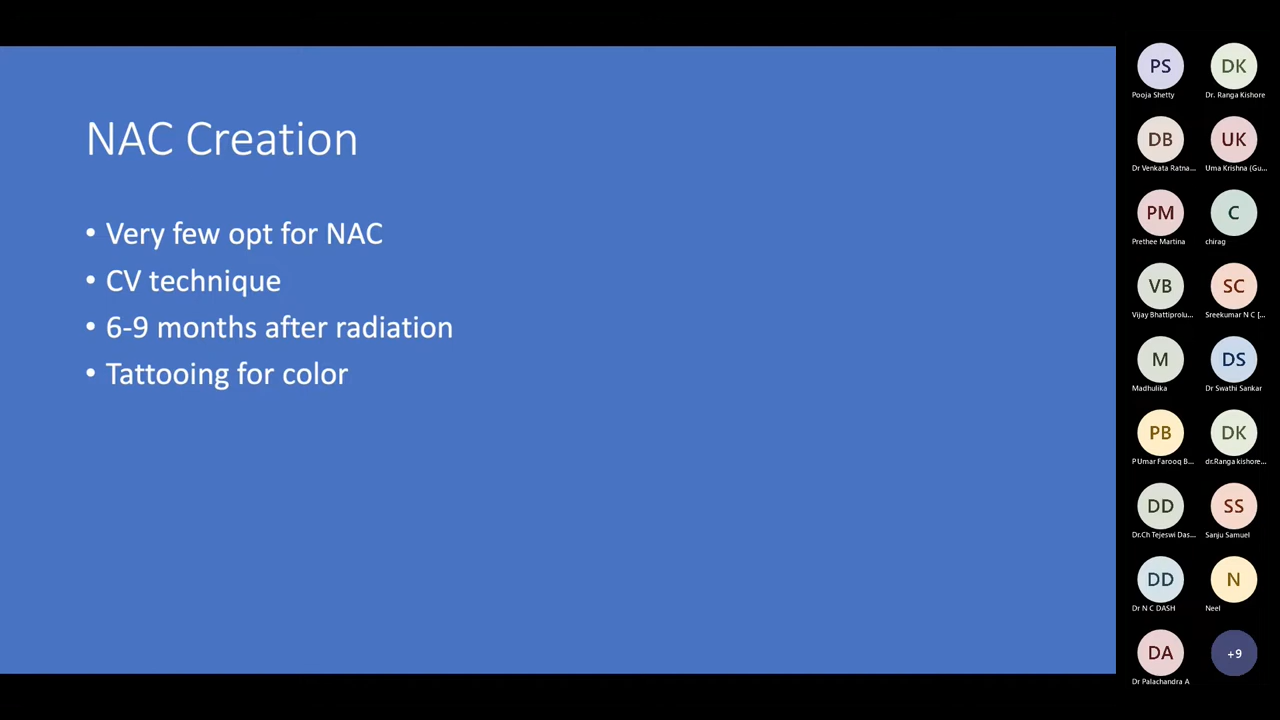 NAC Creation
• Very few opt for NAC
• CV technique
• 6-9 months after radiation
• Tattooing for color
PS
DK
Pooja Shetty
Dr. Ranga Kishore
DB
UK
Dr Venkata Ratna...
Uma Krishna (Gu...
PM
C
Prethee Martina
chirag
VB
SC
Vijay Bhattiprolu...
Sreekumar N C [...
M
DS
Madhulika
Dr Swathi Sankar
PB
DK
P Umar Farooq B...
dr.Ranga kishore...
DD
SS
Dr.Ch Tejeswi Das...
Sanju Samuel
DD
N
Dr N C DASH
Neel
DA
+9
Dr Palachandra A